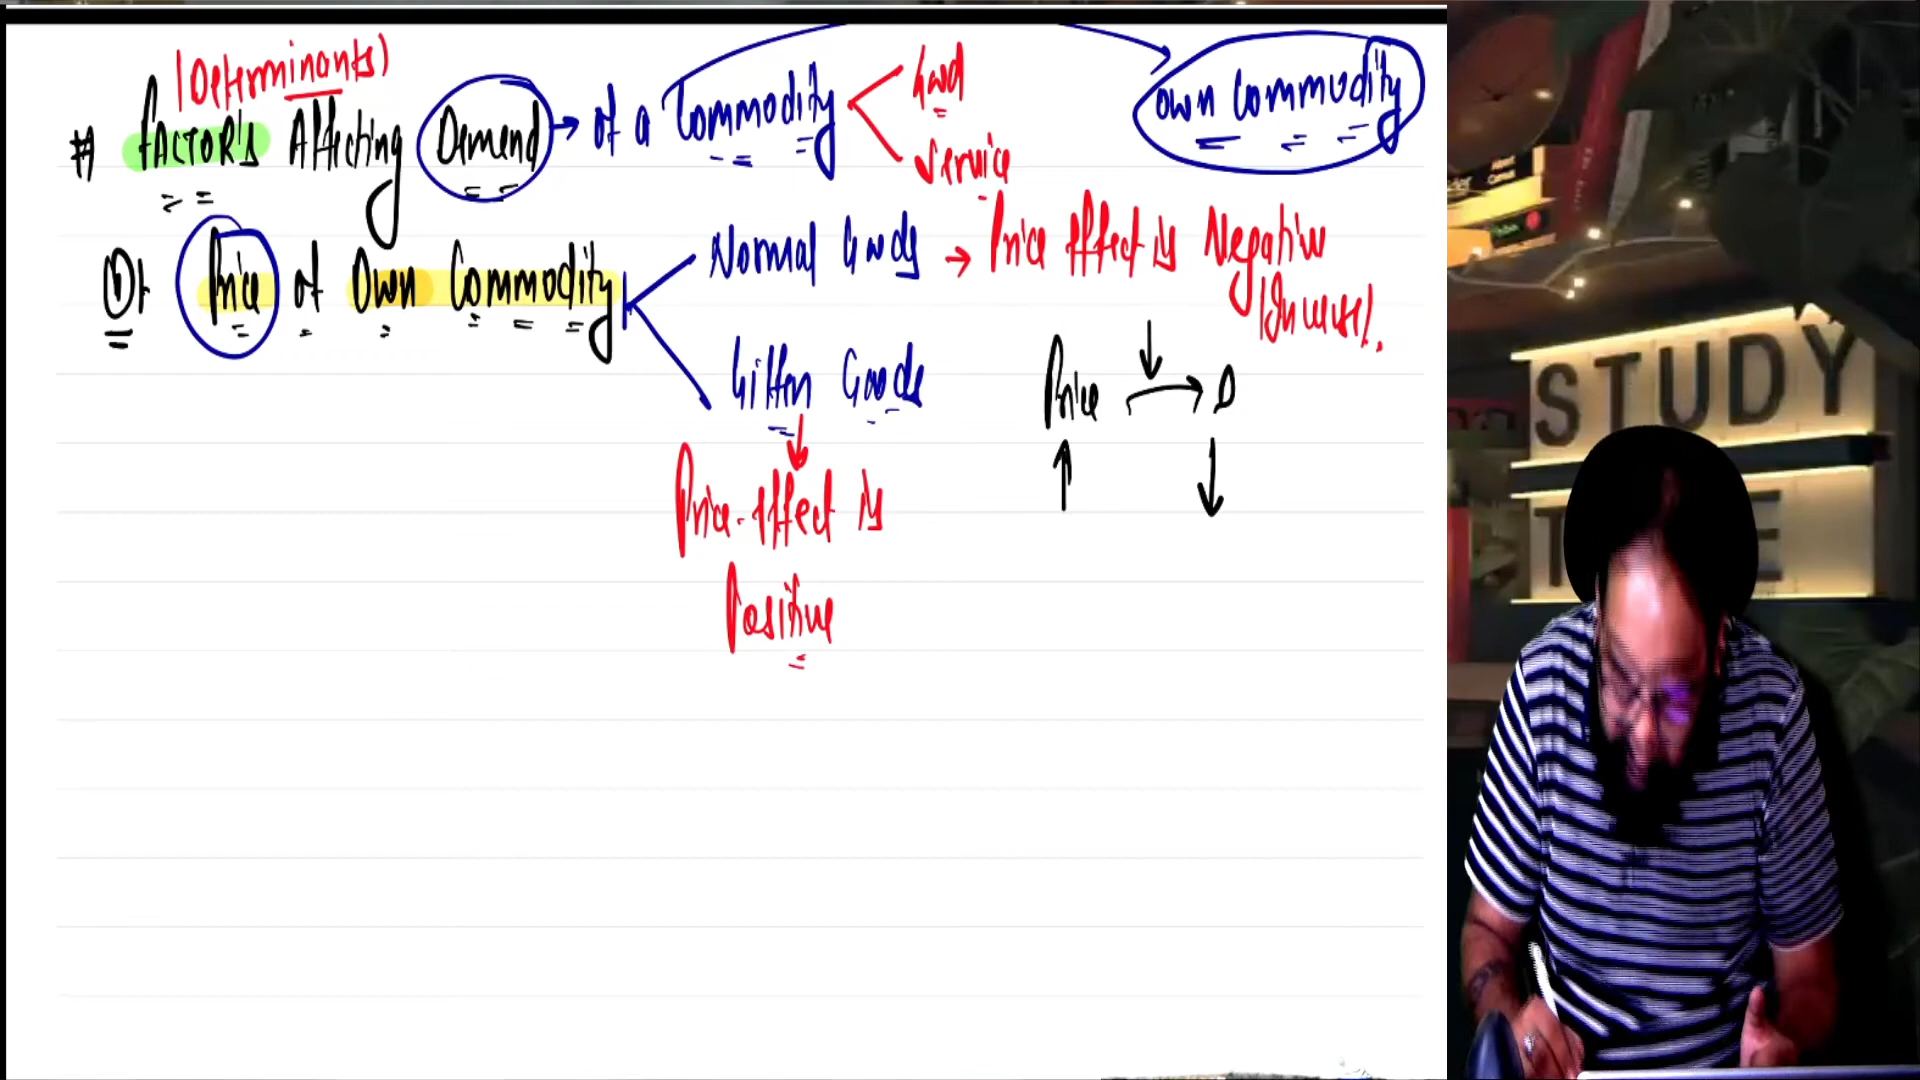 (Determinants)
# FACTOR'S Affecting Demand → of a Commodity
Good
Service
own commodity
① Price of Own Commodity
Normal Goods → Price effect is Negative
(Inverse).
Giffen Goods
Price → D
Price-effect is
Positive
STUDY